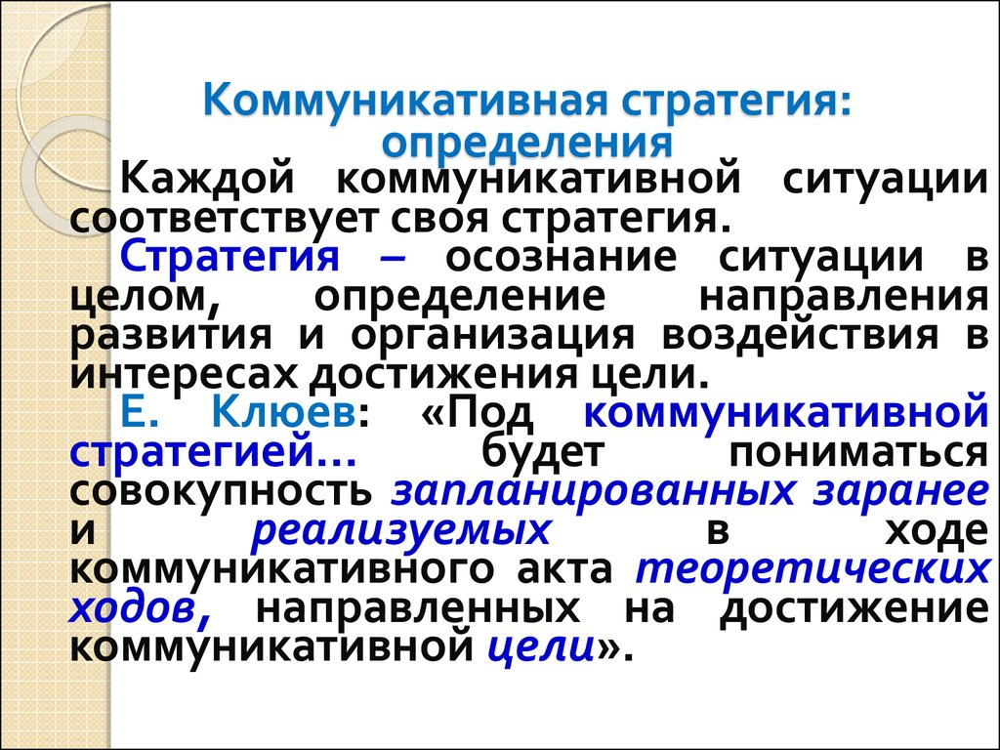 Коммуникативная стратегия:
определения
Каждой коммуникативной ситуации
соответствует своя стратегия.
Стратегия – осознание ситуации в
целом, определение направления
развития и организация воздействия в
интересах достижения цели.
Е. Клюев: «Под коммуникативной
стратегией... будет пониматься
совокупность запланированных заранее
и реализуемых в ходе
коммуникативного акта теоретических
ходов, направленных на достижение
коммуникативной цели».